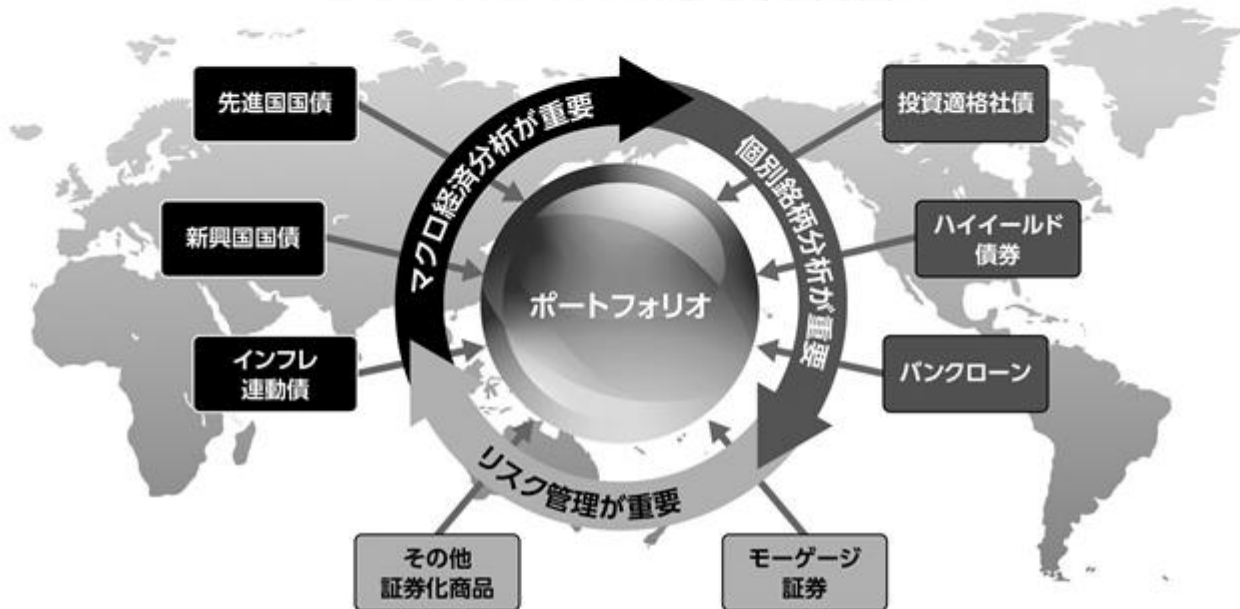 先進国国債
マクロ経済分析が重要
投資適格社債
個別銘柄分析が重要
新興国国債
ハイイールド
債券
ポートフォリオ
インフレ
連動債
バンクローン
リスク管理が重要
その他
証券化商品
モーゲージ
証券